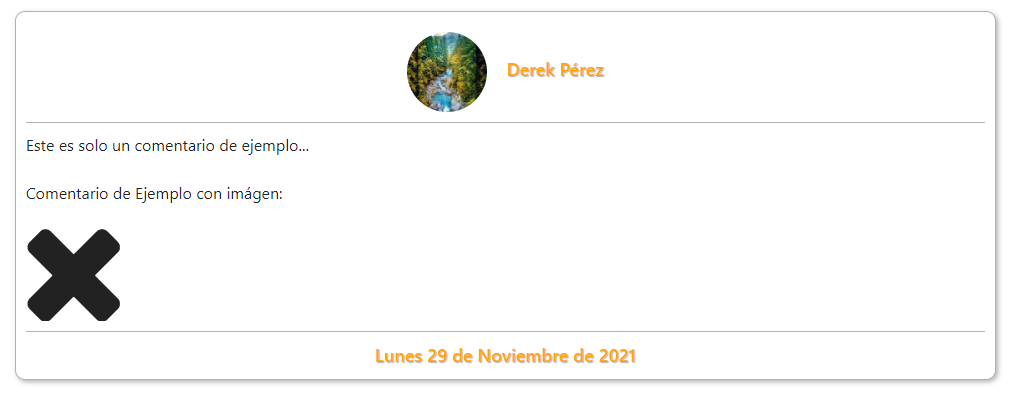 Derek Pérez
Este es solo un comentario de ejemplo...
Comentario de Ejemplo con imágen:
Lunes 29 de Noviembre de 2021